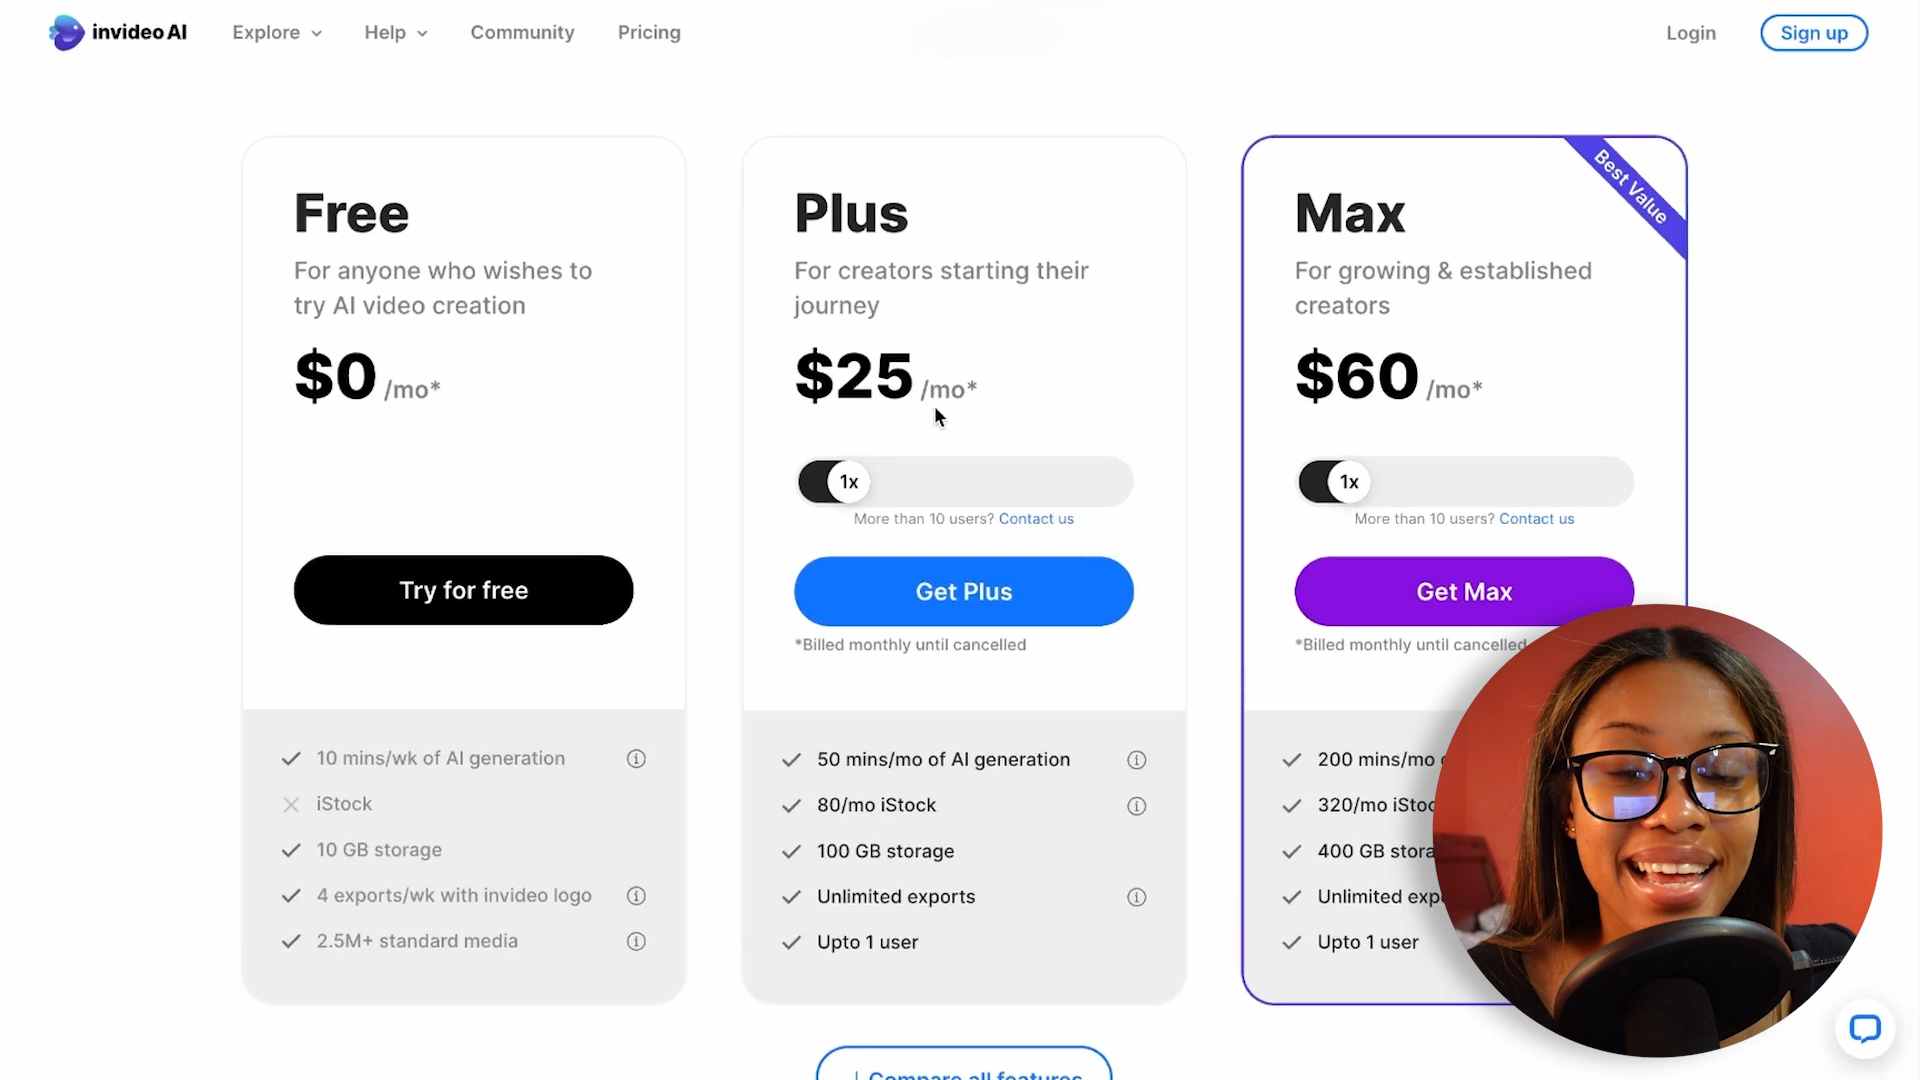 invideo AI
Explore
Help
Community
Pricing
Login
Sign up
Free
For anyone who wishes to
try AI video creation
$0 /mo*
Try for free
10 mins/wk of AI generation
iStock
10 GB storage
4 exports/wk with invideo logo
2.5M+ standard media
Plus
For creators starting their
journey
$25 /mo*
1x
More than 10 users? Contact us
Get Plus
*Billed monthly until cancelled
50 mins/mo of AI generation
80/mo iStock
100 GB storage
Unlimited exports
Upto 1 user
Best Value
Max
For growing & established
creators
$60 /mo*
1x
More than 10 users? Contact us
Get Max
*Billed monthly until cancelled
200 mins/mo
320/mo
400 GB
Unlimited
Upto 1 user
Compare all features